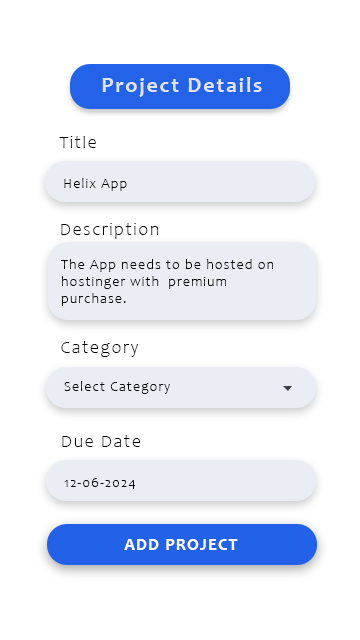 Project Details
Title
Helix App
Description
The App needs to be hosted on
hostinger with premium
purchase.
Category
Select Category
Due Date
12-06-2024
ADD PROJECT